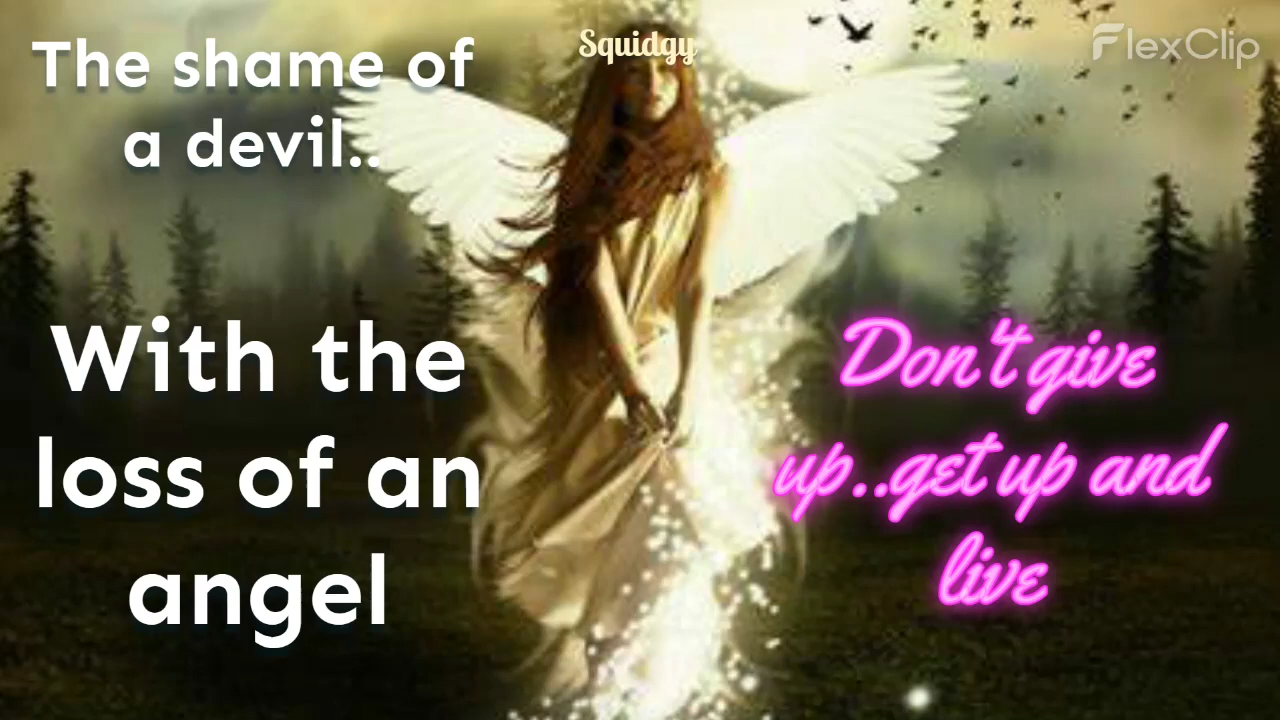 Squidgy
FlexClip
The shame of
a devil..
With the
loss of an
angel
Don't give
up..get up and
live